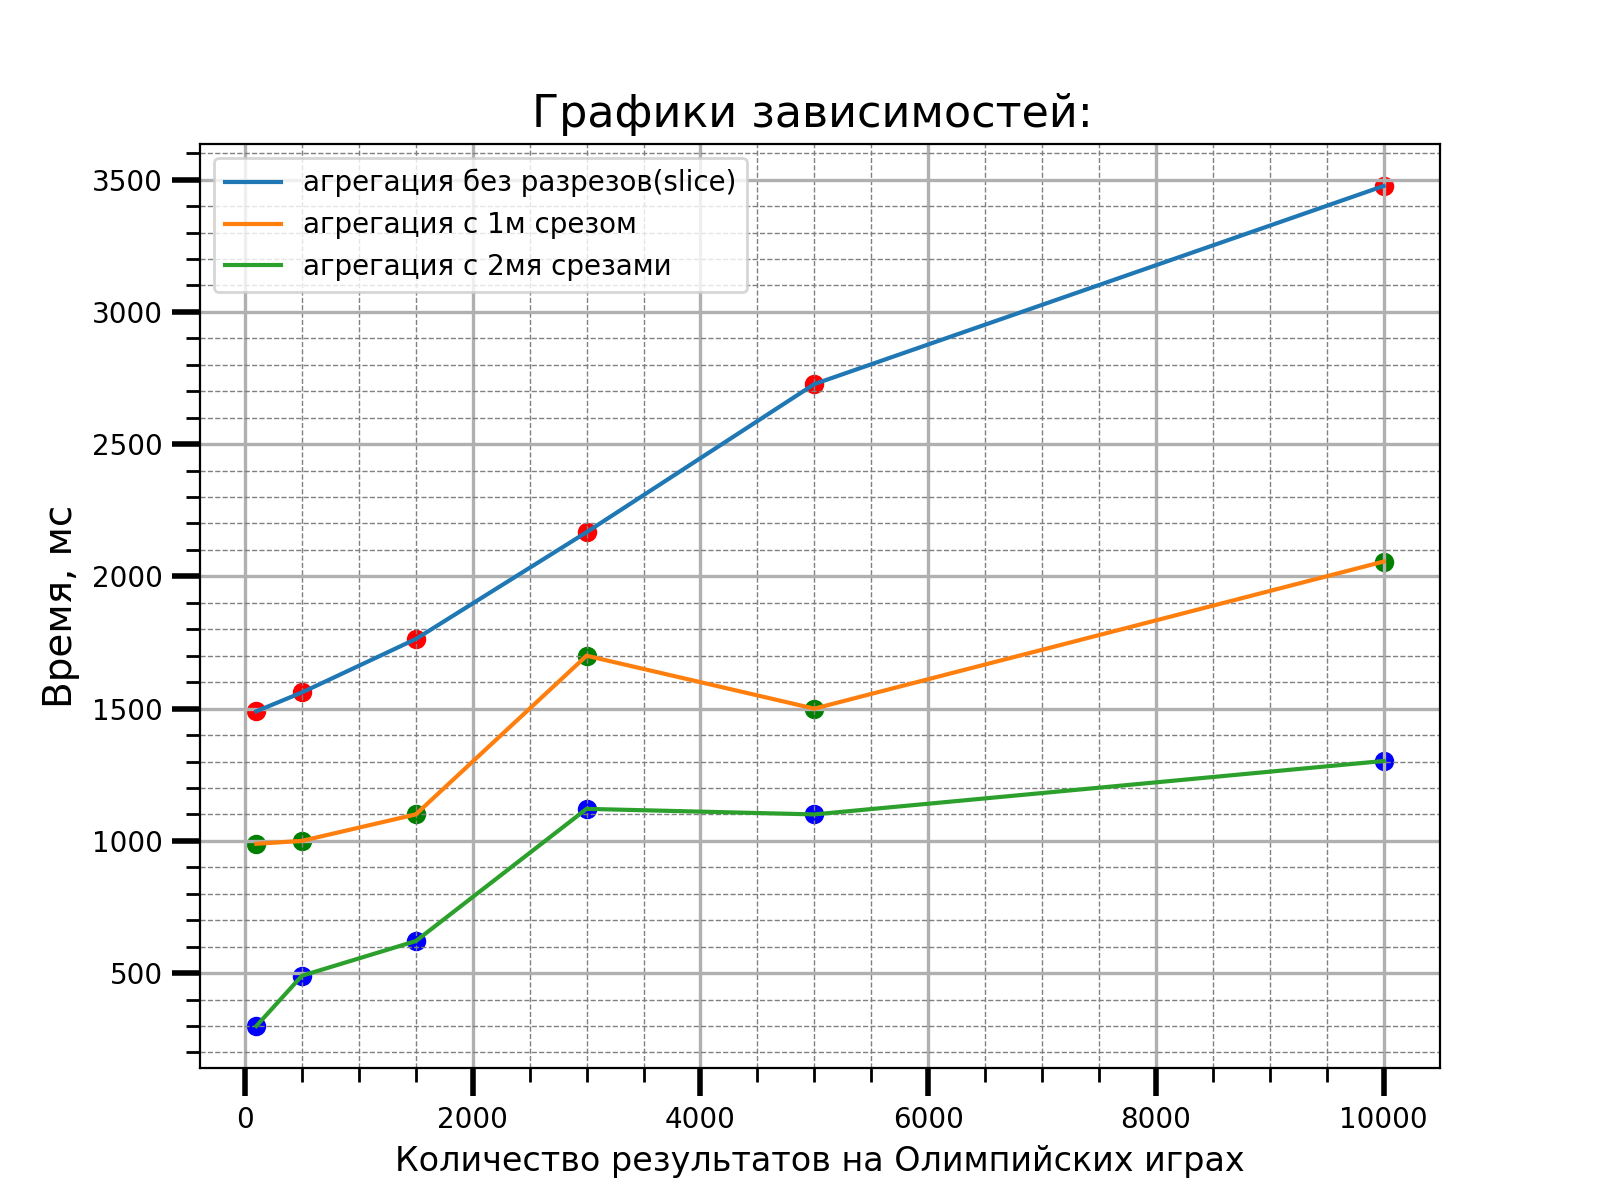 Графики зависимостей:
агрегация без разрезов(slice)
агрегация с 1м срезом
агрегация с 2мя срезами
3500
3000
2500
2000
1500
1000
500
Время, мс
0 2000 4000 6000 8000 10000
Количество результатов на Олимпийских играх